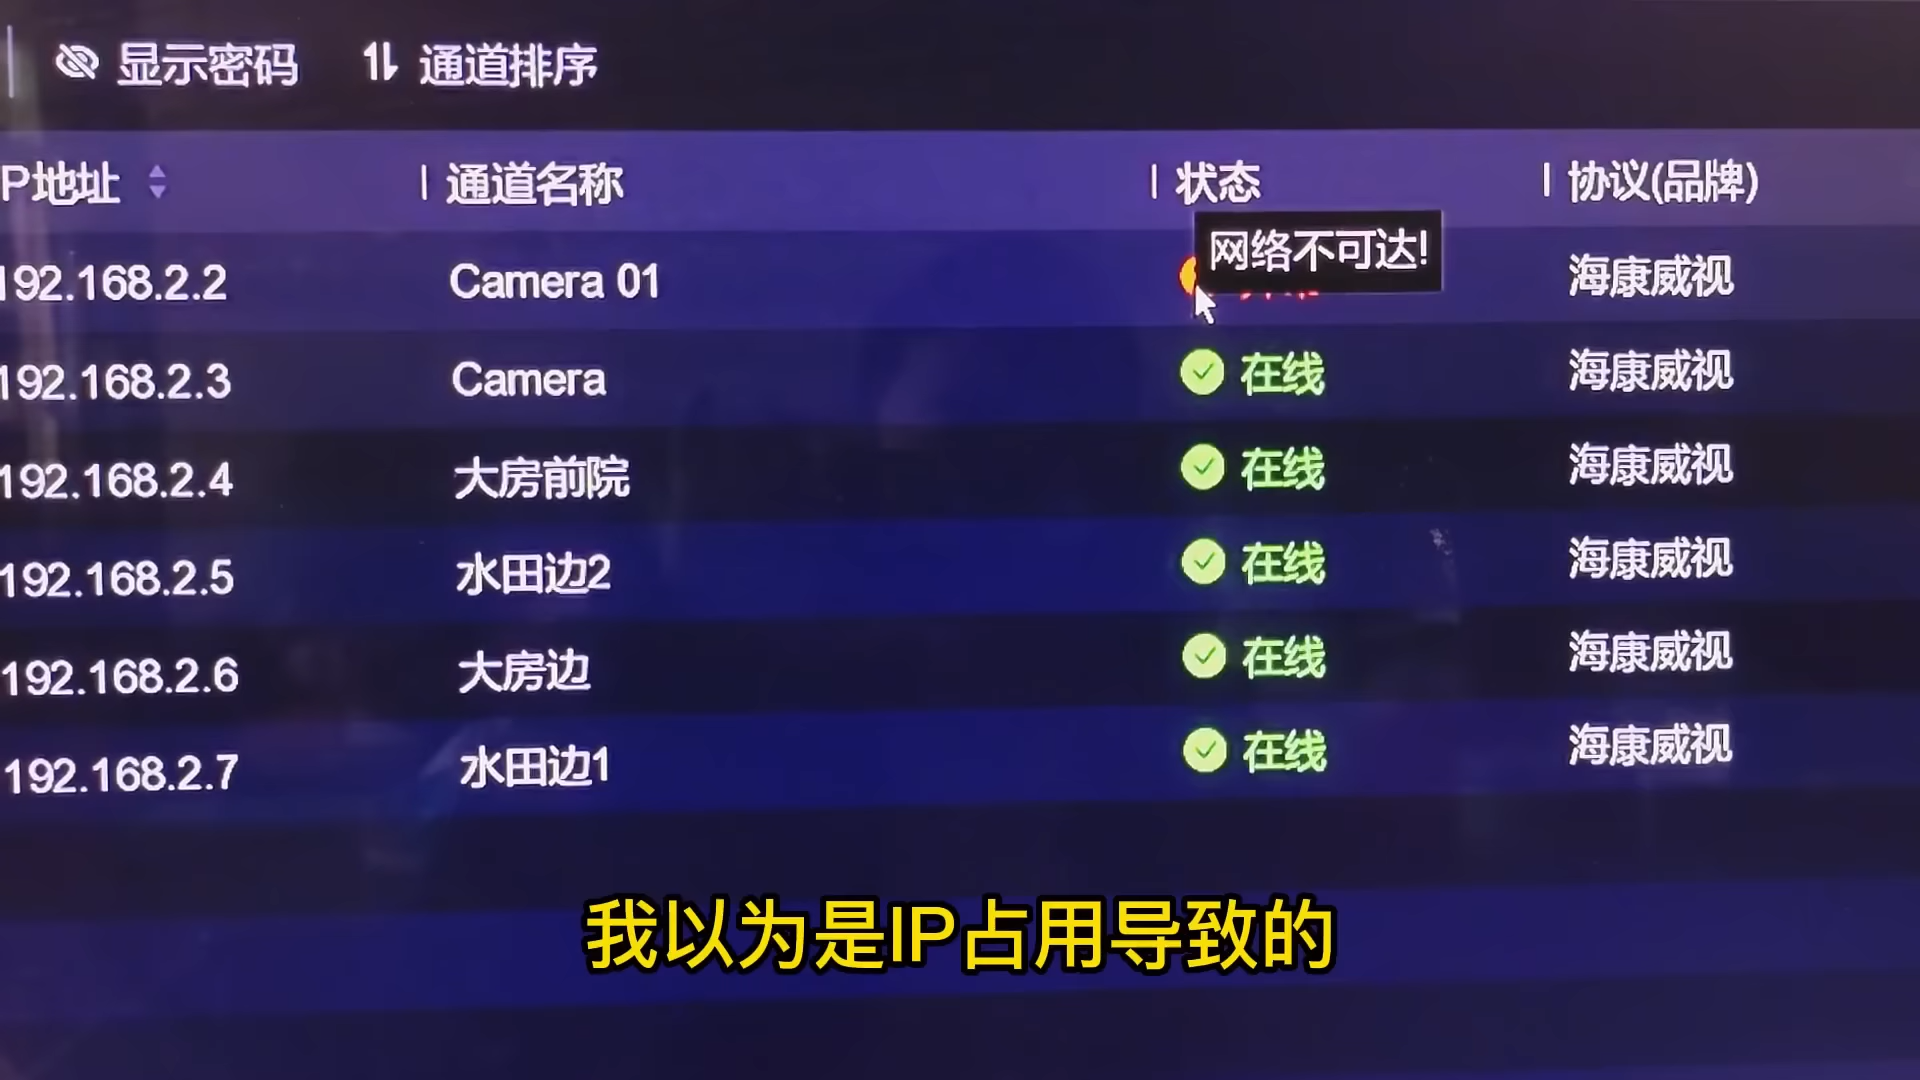 显示密码 通道排序
IP地址 通道名称 状态 协议(品牌)
网络不可达!
192.168.2.2 Camera 01 海康威视
192.168.2.3 Camera 在线 海康威视
192.168.2.4 大房前院 在线 海康威视
192.168.2.5 水田边2 在线 海康威视
192.168.2.6 大房边 在线 海康威视
192.168.2.7 水田边1 在线 海康威视
我以为是IP占用导致的